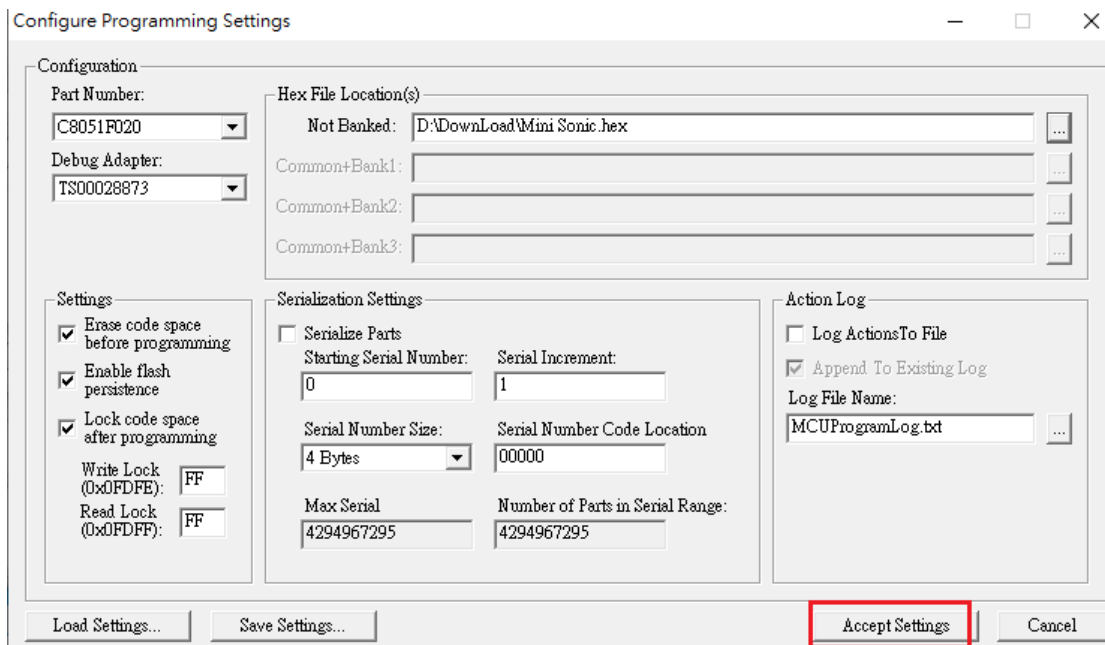 Configure Programming Settings
Configuration
Part Number:
C8051F020
Debug Adapter:
TS00028873
Hex File Location(s)
Not Banked: D:\DownLoad\Mini Sonic.hex ...
Common+Bank1: ...
Common+Bank2: ...
Common+Bank3: ...
Settings
Erase code space
before programming
Enable flash
persistence
Lock code space
after programming
Write Lock
(0x0FDFE): FF
Read Lock
(0x0FDFF): FF
Serialization Settings
Serialize Parts
Starting Serial Number: Serial Increment:
0 1
Serial Number Size: Serial Number Code Location
4 Bytes 00000
Max Serial Number of Parts in Serial Range:
4294967295 4294967295
Action Log
Log ActionsTo File
Append To Existing Log
Log File Name:
MCUProgramLog.txt ...
Load Settings... Save Settings... Accept Settings Cancel